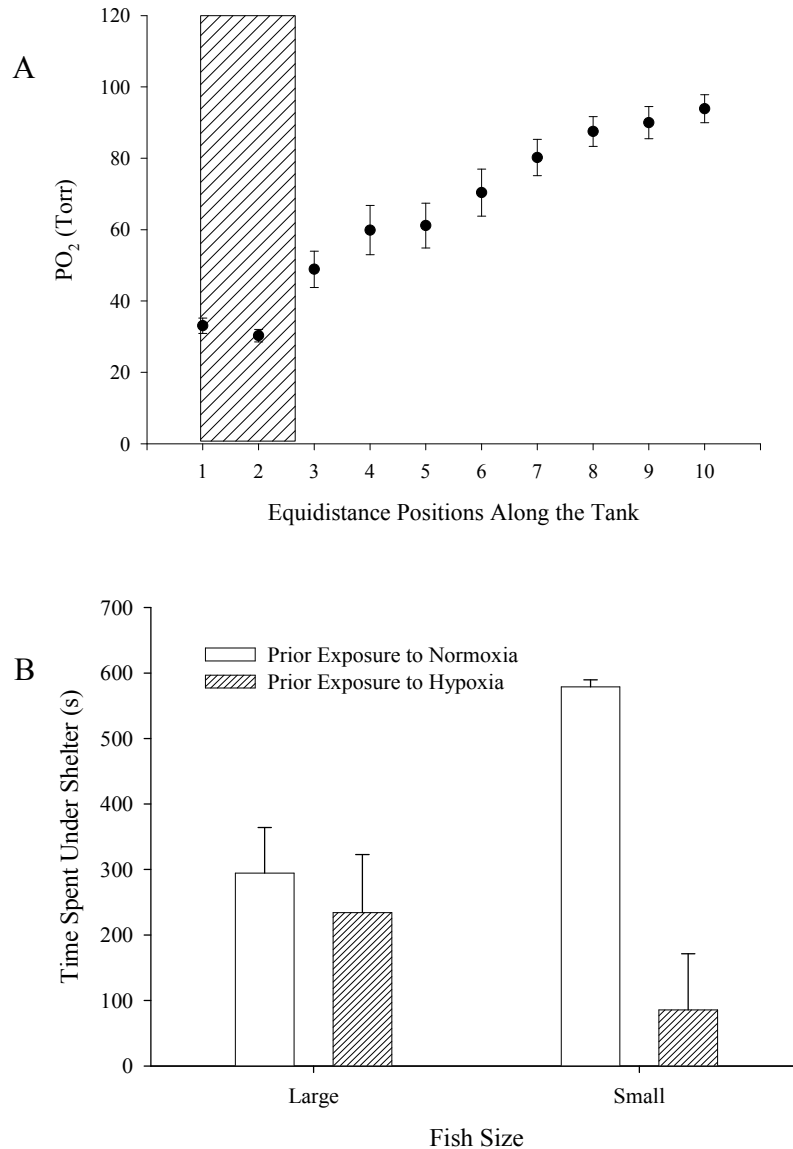 A
120
100
80
60
40
20
0
PO2 (Torr)
1 2 3 4 5 6 7 8 9 10
Equidistance Positions Along the Tank
B
700
600
500
400
300
200
100
0
Time Spent Under Shelter (s)
Prior Exposure to Normoxia
Prior Exposure to Hypoxia
Large Small
Fish Size